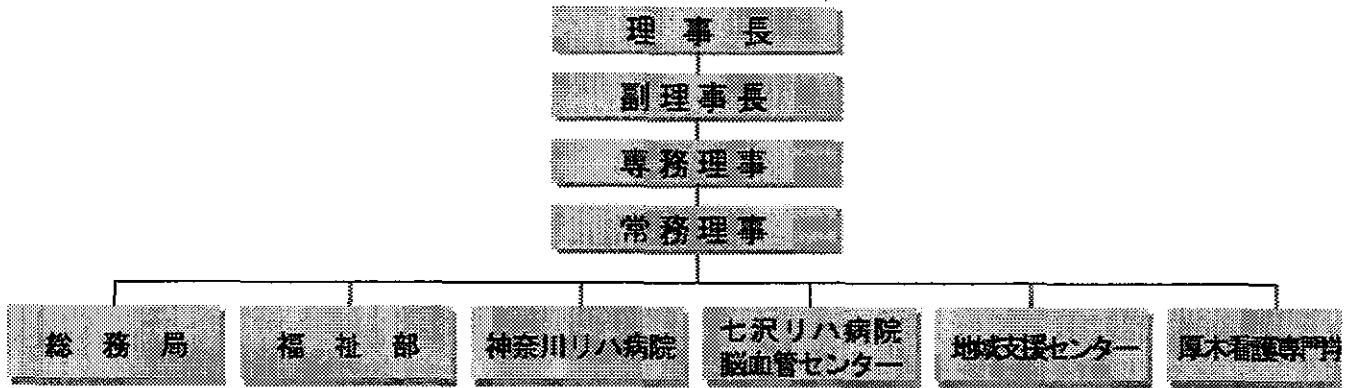 理事長
副理事長
専務理事
常務理事
総務局
福祉部
神奈川リハ病院
七沢リハ病院
脳血管センター
地域支援センター
厚木看護専門